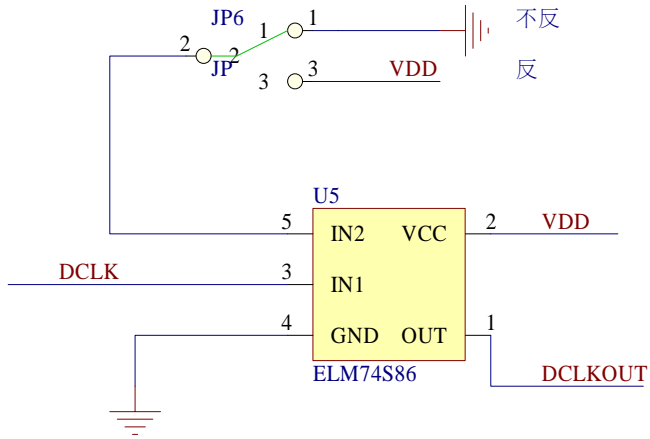 JP6
1 1 不反
2 2
JP
3 3 VDD 反
U5
5 IN2 VCC 2 VDD
DCLK 3 IN1
4 GND OUT 1
ELM74S86 DCLKOUT